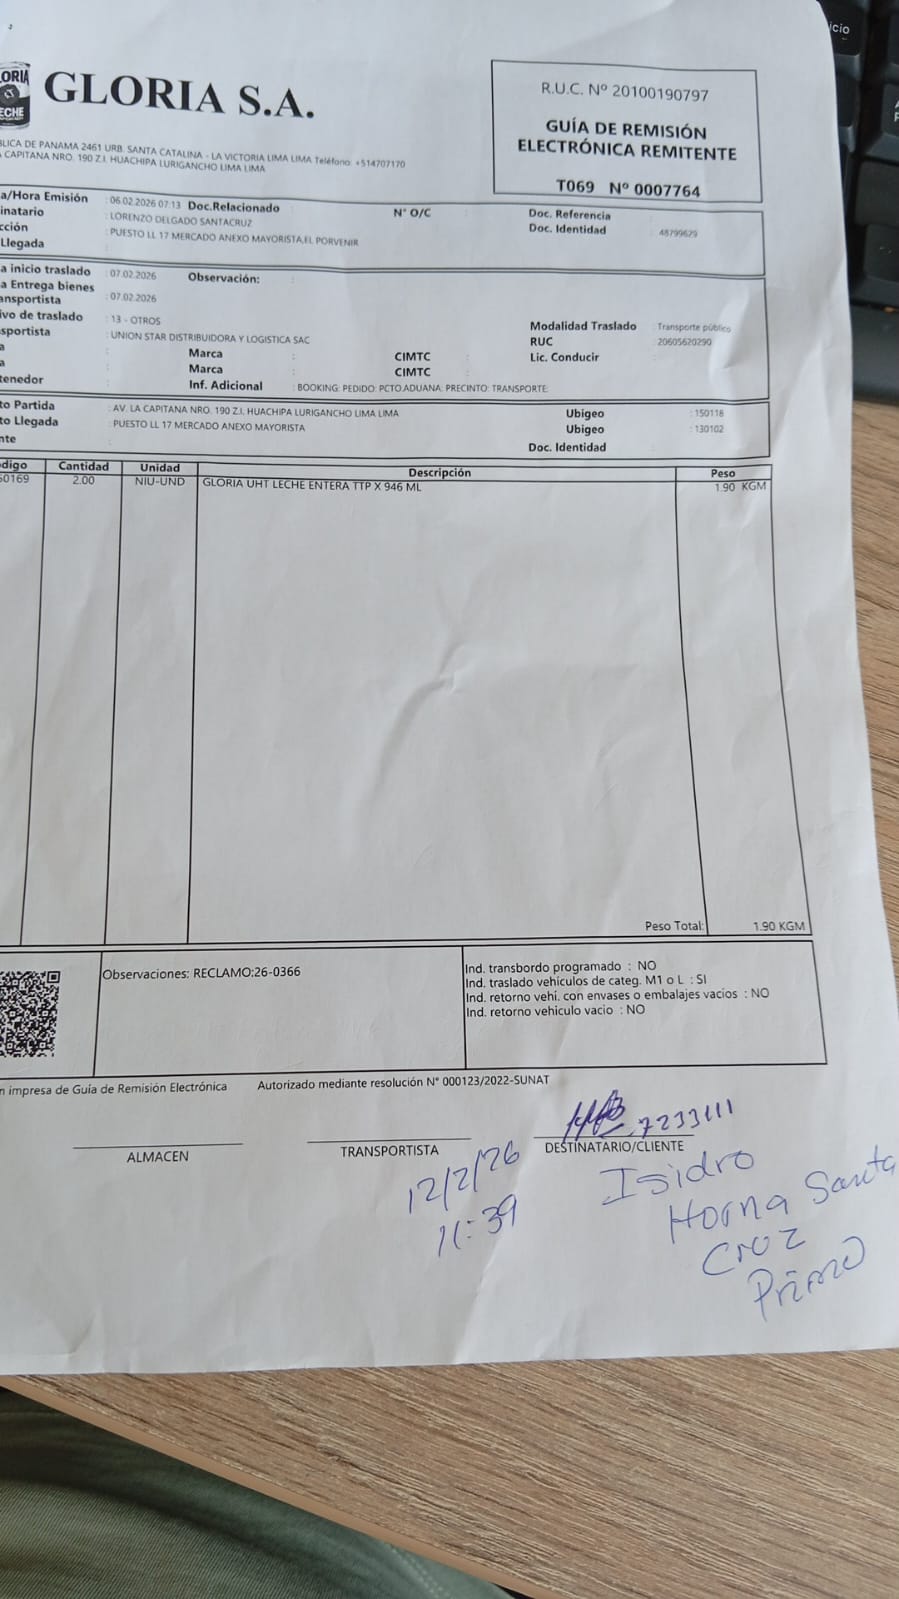 GLORIA S.A.
ORIA
ECHE
BLICA DE PANAMA 2461 URB. SANTA CATALINA - LA VICTORIA LIMA LIMA Teléfono: +514707170
CAPITANA NRO. 190 Z.I. HUACHIPA LURIGANCHO LIMA LIMA
R.U.C. Nº 20100190797
GUÍA DE REMISIÓN
ELECTRÓNICA REMITENTE
T069 Nº 0007764
a/Hora Emisión : 06.02.2026 07:13 Doc.Relacionado N° O/C Doc. Referencia
inatario : LORENZO DELGADO SANTACRUZ Doc. Identidad : 48799629
cción : PUESTO LL 17 MERCADO ANEXO MAYORISTA,EL PORVENIR
Llegada
a inicio traslado : 07.02.2026 Observación: :
a Entrega bienes
ansportista : 07.02.2026
ivo de traslado : 13 - OTROS Modalidad Traslado : Transporte público
sportista : UNION STAR DISTRIBUIDORA Y LOGISTICA SAC RUC : 20605620290
a : Marca : CIMTC : Lic. Conducir
a : Marca : CIMTC :
tenedor Inf. Adicional : BOOKING: PEDIDO: PCTO.ADUANA: PRECINTO: TRANSPORTE:
to Partida : AV. LA CAPITANA NRO. 190 Z.I. HUACHIPA LURIGANCHO LIMA LIMA Ubigeo : 150118
to Llegada : PUESTO LL 17 MERCADO ANEXO MAYORISTA Ubigeo : 130102
nte Doc. Identidad
digo Cantidad Unidad Descripción Peso
50169 2.00 NIU-UND GLORIA UHT LECHE ENTERA TTP X 946 ML 1.90 KGM
Peso Total: 1.90 KGM
Observaciones: RECLAMO:26-0366
Ind. transbordo programado : NO
Ind. traslado vehículos de categ. M1 o L : SI
Ind. retorno vehi. con envases o embalajes vacios : NO
Ind. retorno vehiculo vacio : NO
n impresa de Guía de Remisión Electrónica Autorizado mediante resolución N° 000123/2022-SUNAT
7233111
ALMACEN TRANSPORTISTA DESTINATARIO/CLIENTE
12/2/26
11:39
Isidro
Horna Santa
Cruz
Primo
icio